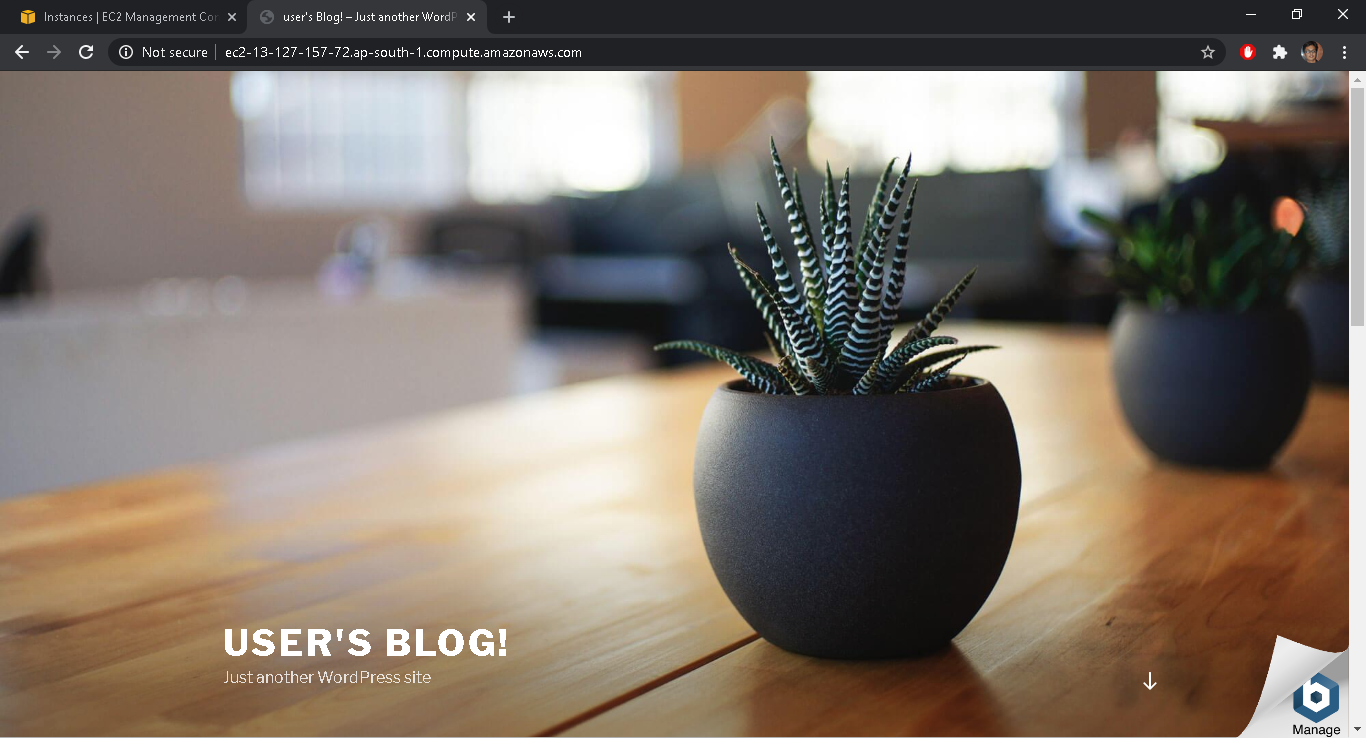 Instances | EC2 Management Con
user's Blog! – Just another WordP
Not secure
ec2-13-127-157-72.ap-south-1.compute.amazonaws.com
USER'S BLOG!
Just another WordPress site
Manage